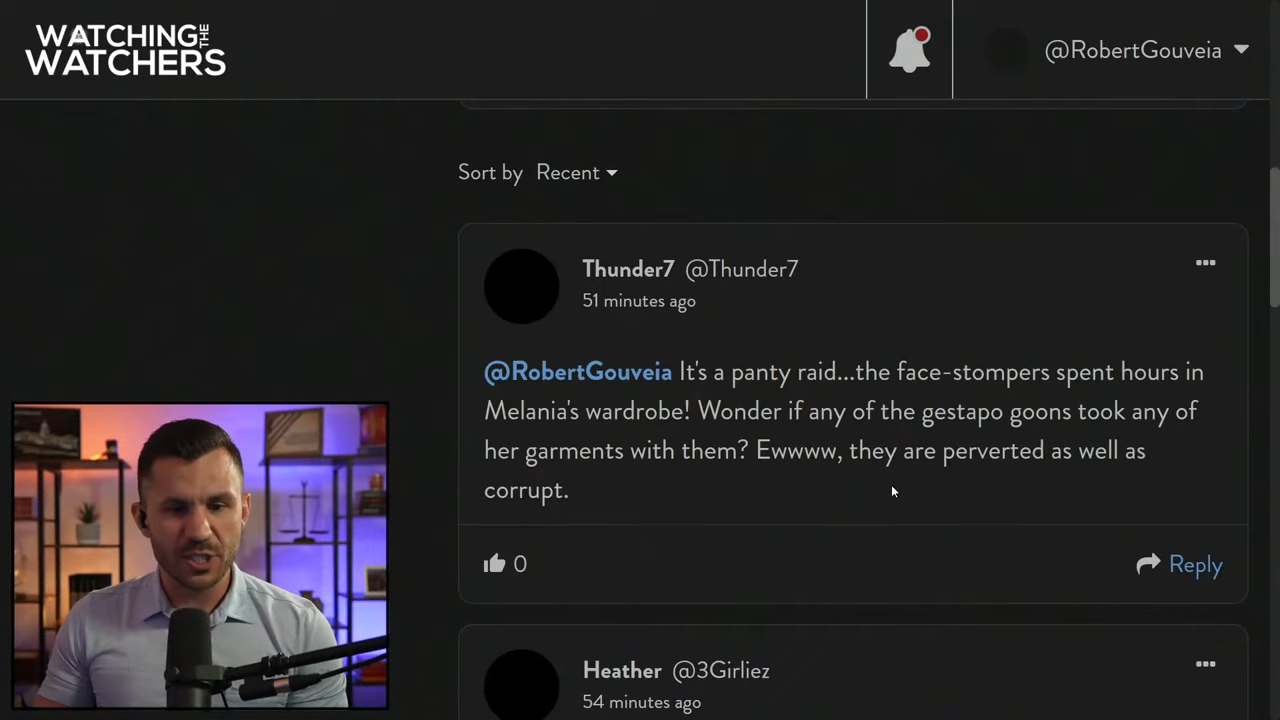 WATCHING THE
WATCHERS
@RobertGouveia
Sort by Recent
Thunder7 @Thunder7
51 minutes ago
@RobertGouveia It's a panty raid...the face-stompers spent hours in
Melania's wardrobe! Wonder if any of the gestapo goons took any of
her garments with them? Ewwww, they are perverted as well as
corrupt.
0
Reply
Heather @3Girliez
54 minutes ago